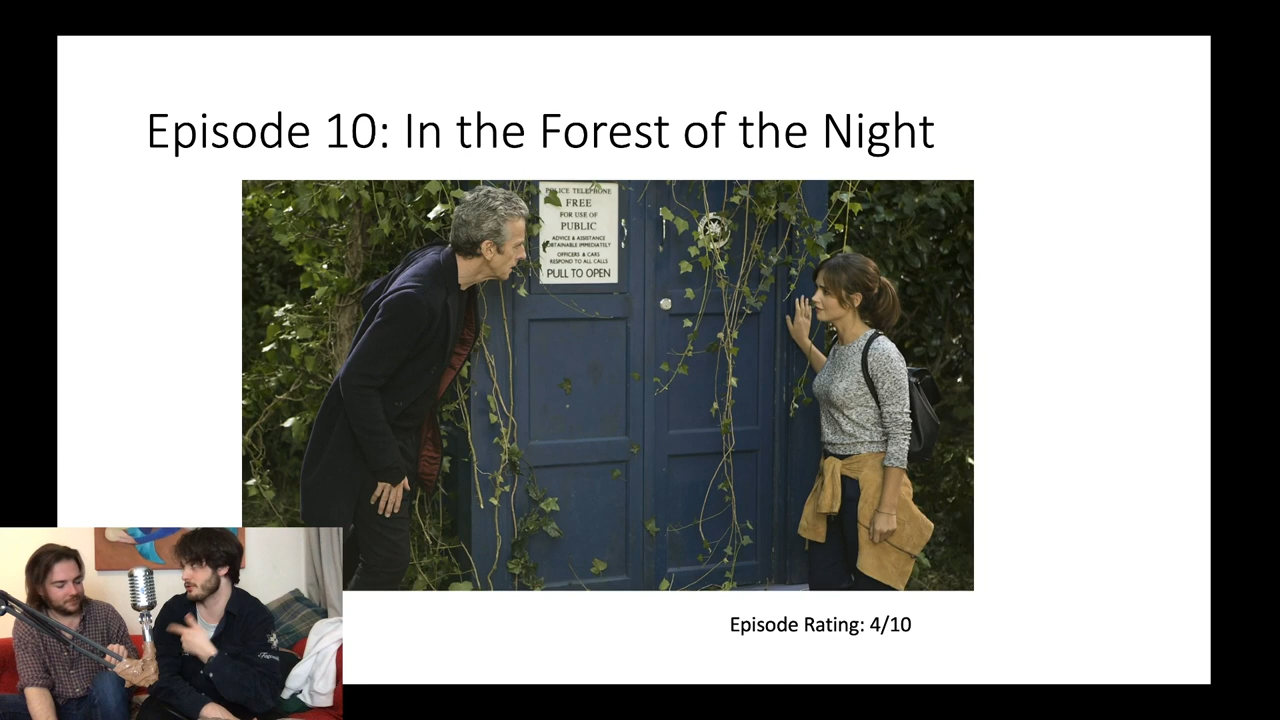 Episode 10: In the Forest of the Night
POLICE TELEPHONE
FREE
FOR USE OF
PUBLIC
ADVICE & ASSISTANCE
OBTAINABLE IMMEDIATELY
OFFICERS & CARS
RESPOND TO ALL CALLS
PULL TO OPEN
Episode Rating: 4/10